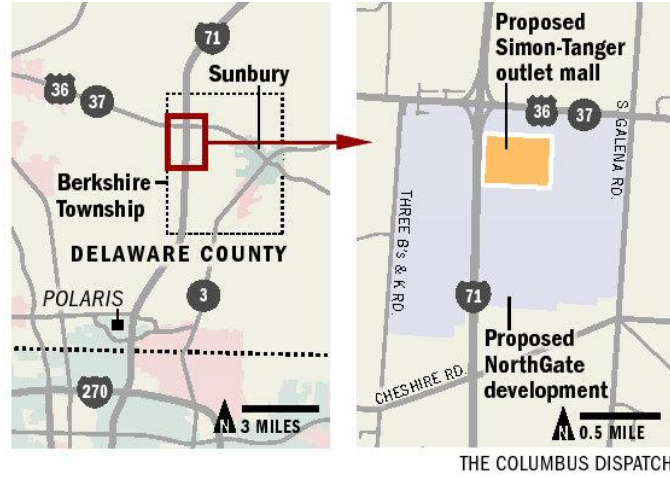 71
Sunbury
36
37
Berkshire
Township
DELAWARE COUNTY
POLARIS
3
270
N
3 MILES
Proposed
Simon-Tanger
outlet mall
36
37
S. GALENA RD.
THREE B's & K RD.
71
Proposed
NorthGate
development
CHESHIRE RD.
N
0.5 MILE
THE COLUMBUS DISPATCH